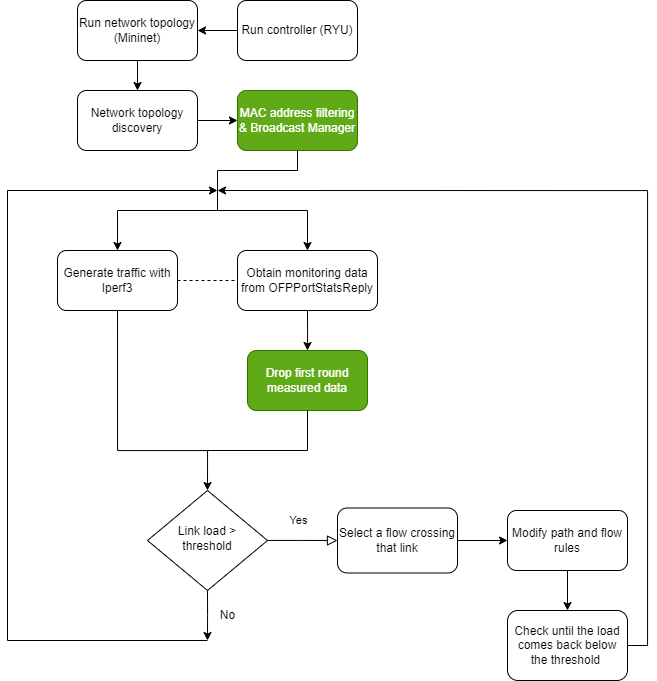 Run network topology
(Mininet)
Run controller (RYU)
Network topology
discovery
MAC address filtering
& Broadcast Manager
Generate traffic with
Iperf3
Obtain monitoring data
from OFPPortStatsReply
Drop first round
measured data
Link load >
threshold
Yes
Select a flow crossing
that link
Modify path and flow
rules
No
Check until the load
comes back below
the threshold